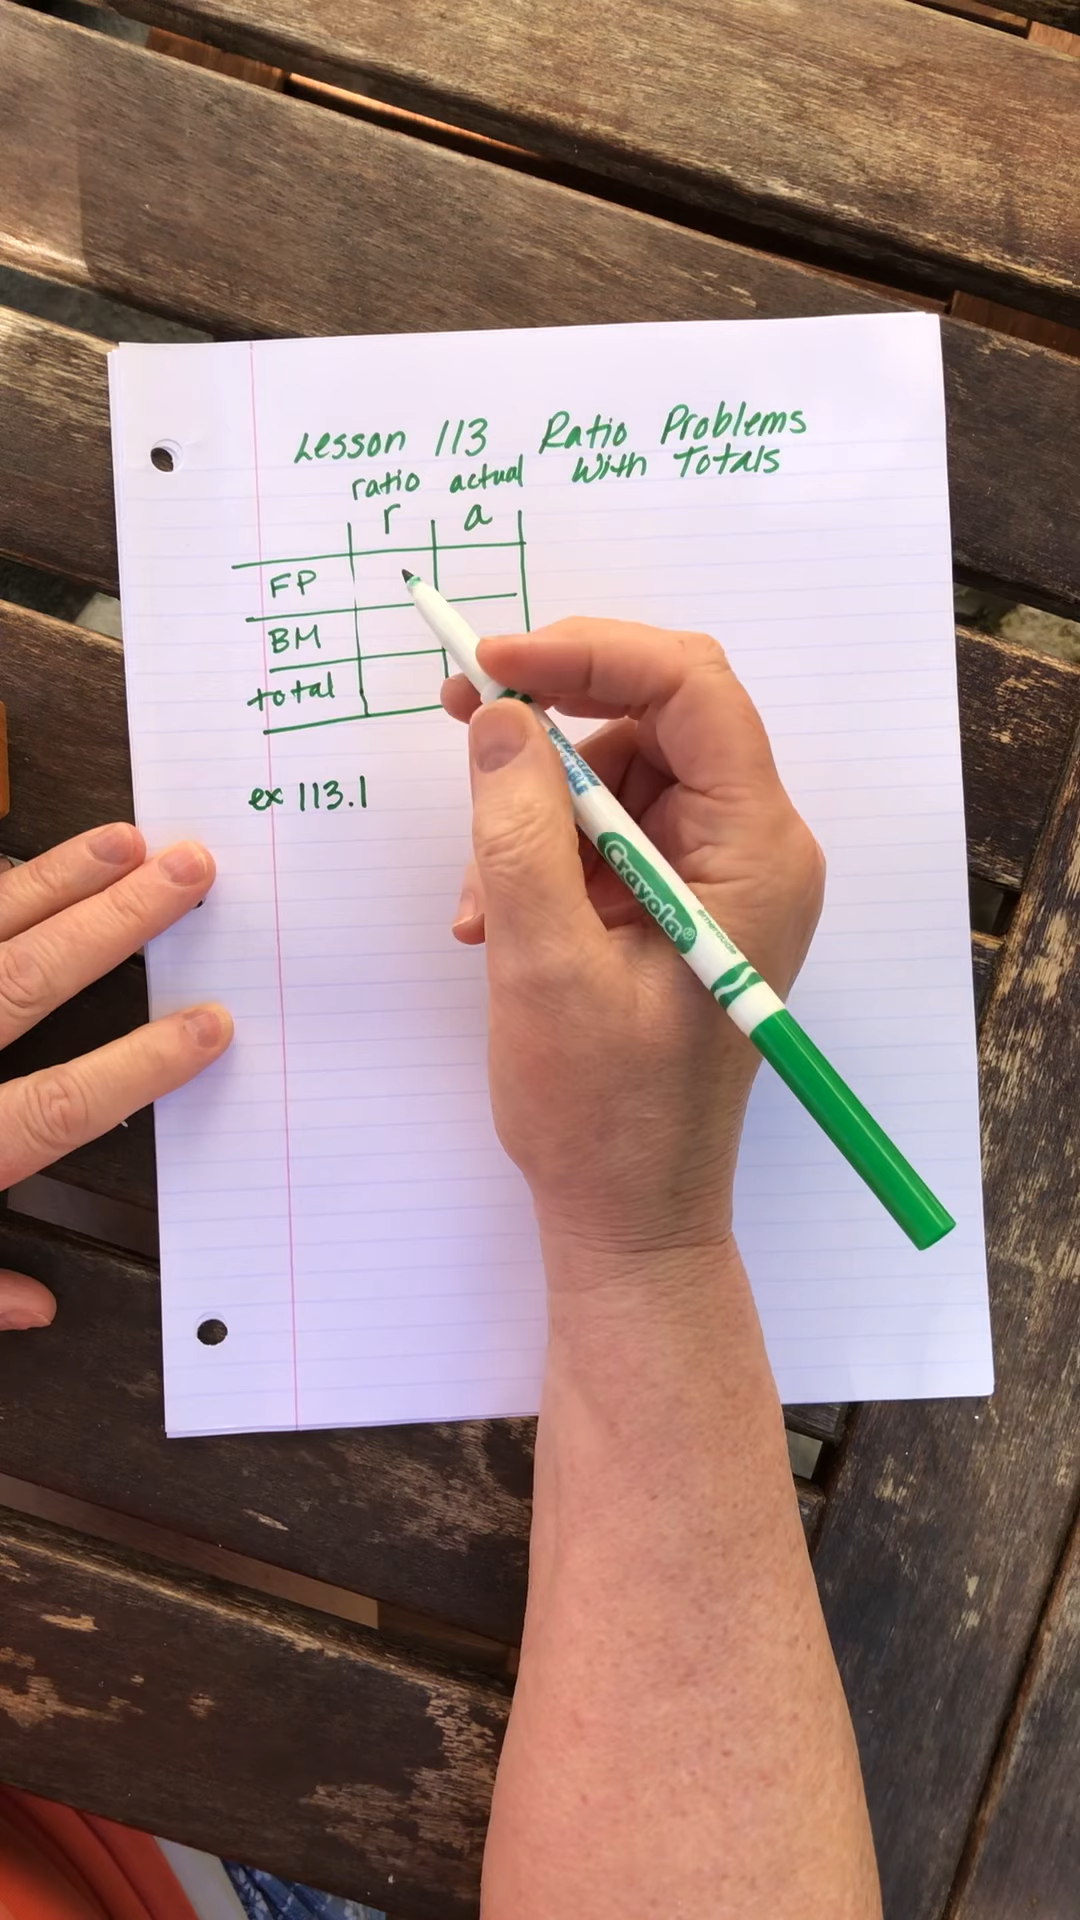 Lesson 113 Ratio Problems
With Totals
ratio actual
r a
FP
BM
total
ex 113.1
Crayola